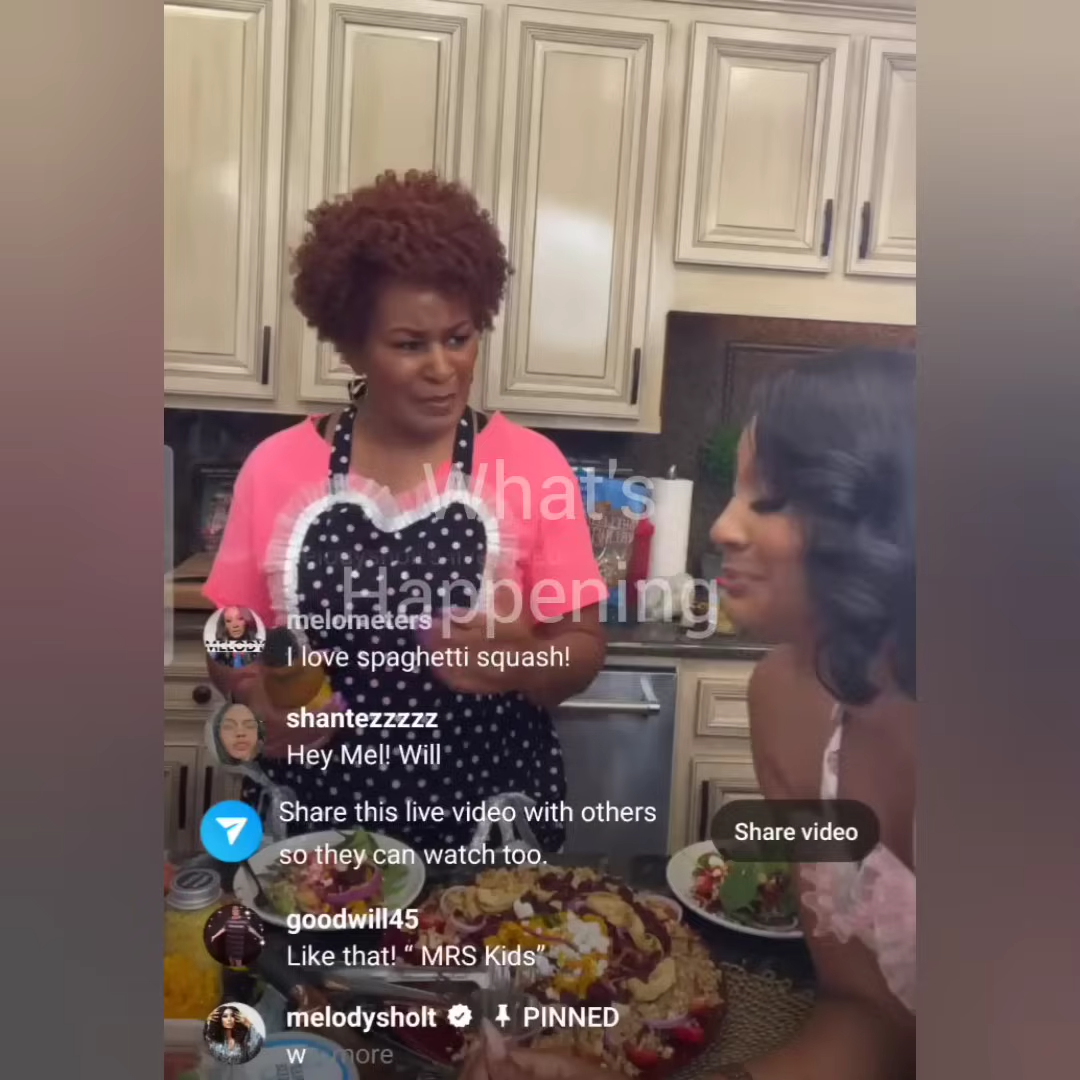 What's
Happening
melometers
I love spaghetti squash!
shantezzzzz
Hey Mel! Will
Share this live video with others
so they can watch too.
Share video
goodwill45
Like that! “ MRS Kids”
melodysholt PINNED
w more
MELODY